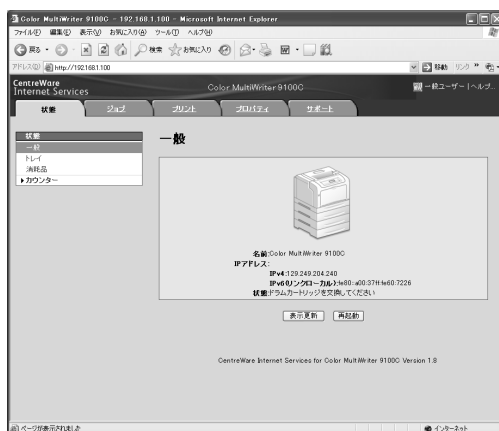 Color MultiWriter 9100C - 192.168.1.100 - Microsoft Internet Explorer
ファイル(F) 編集(E) 表示(V) お気に入り(A) ツール(T) ヘルプ(H)
戻る 検索 お気に入り
アドレス(D) http://192.168.1.100 移動 リンク
CentreWare
Internet Services
Color MultiWriter 9100C
一般ユーザー | ヘルプ...
状態 ジョブ プリント プロパティ サポート
状態
一般
トレイ
消耗品
カウンター
一般
名前:Color MultiWriter 9100C
IPアドレス:
IPv4:129.249.204.240
IPv6(リンクローカル):fe80::a00:37ff:fe60:7226
状態:ドラムカートリッジを交換してください
表示更新 再起動
CentreWare Internet Services for Color MultiWriter 9100C Version 1.8
ページが表示されました インターネット